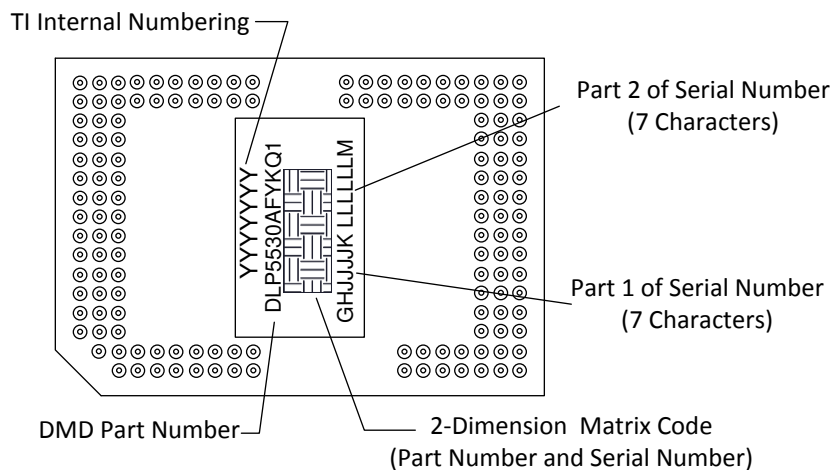 TI Internal Numbering
Part 2 of Serial Number
(7 Characters)
YYYYYYY
DLP5530AFYKQ1
GHJJJJK LLLLLLM
Part 1 of Serial Number
(7 Characters)
DMD Part Number
2-Dimension Matrix Code
(Part Number and Serial Number)